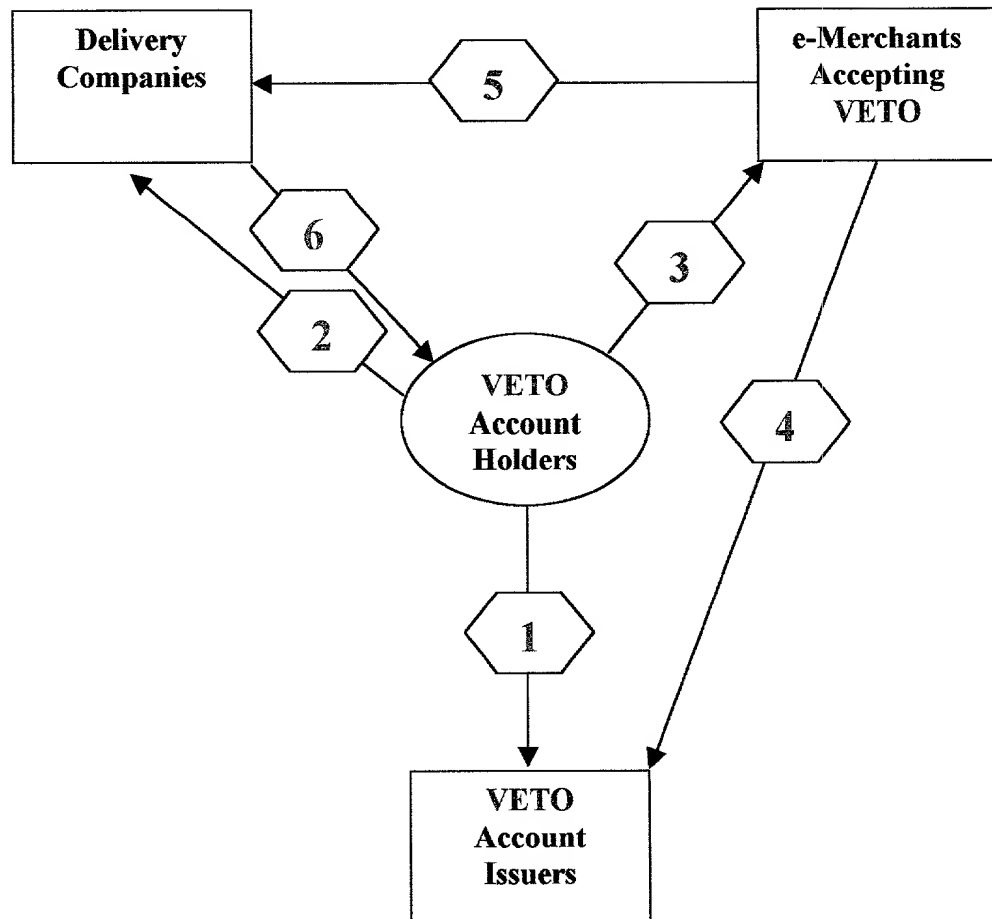 Delivery
Companies
e-Merchants
Accepting
VETO
5
6
3
2
VETO
Account
Holders
4
1
VETO
Account
Issuers